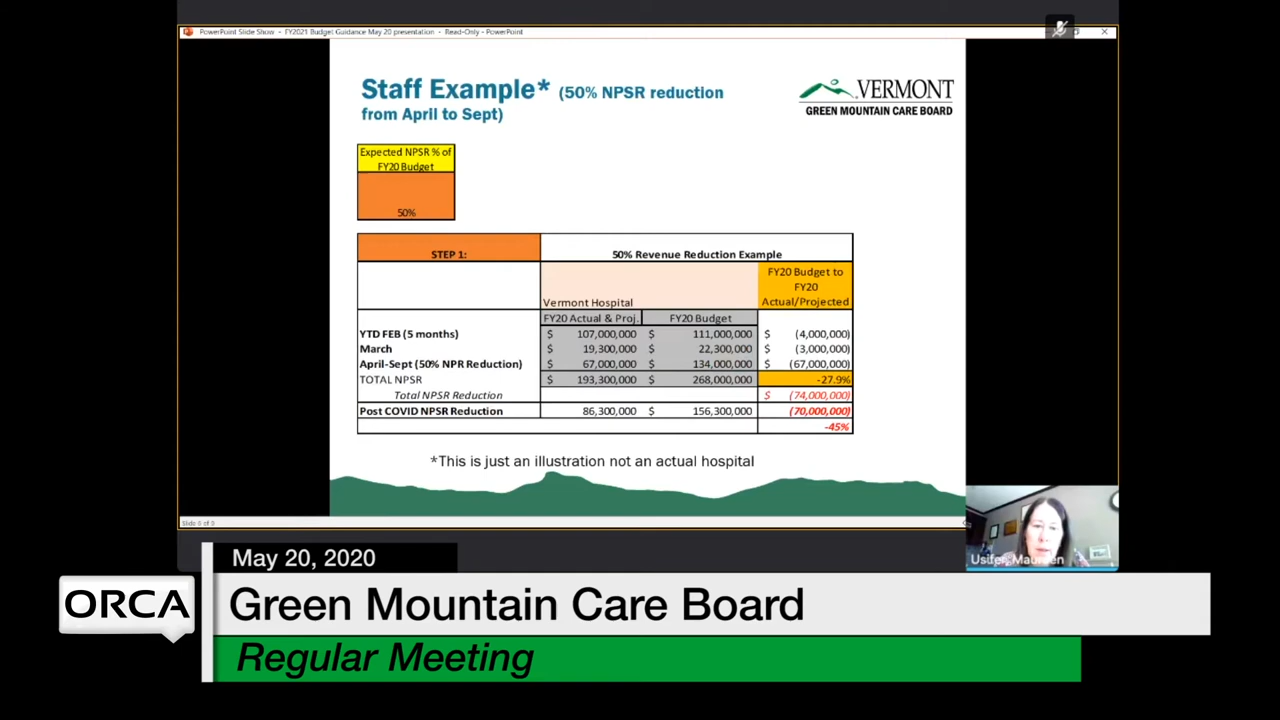 PowerPoint Slide Show - FY2021 Budget Guidance May 20 presentation - Read-Only - PowerPoint
Staff Example* (50% NPSR reduction
from April to Sept)
VERMONT
GREEN MOUNTAIN CARE BOARD
Expected NPSR % of
FY20 Budget
50%
STEP 1: 50% Revenue Reduction Example
FY20 Budget to
FY20
Vermont Hospital Actual/Projected
FY20 Actual & Proj. FY20 Budget
YTD FEB (5 months) $ 107,000,000 $ 111,000,000 $ (4,000,000)
March $ 19,300,000 $ 22,300,000 $ (3,000,000)
April-Sept (50% NPR Reduction) $ 67,000,000 $ 134,000,000 $ (67,000,000)
TOTAL NPSR $ 193,300,000 $ 268,000,000 -27.9%
Total NPSR Reduction $ (74,000,000)
Post COVID NPSR Reduction 86,300,000 $ 156,300,000 (70,000,000)
-45%
*This is just an illustration not an actual hospital
Usifer, Maureen
May 20, 2020
ORCA Green Mountain Care Board
Regular Meeting